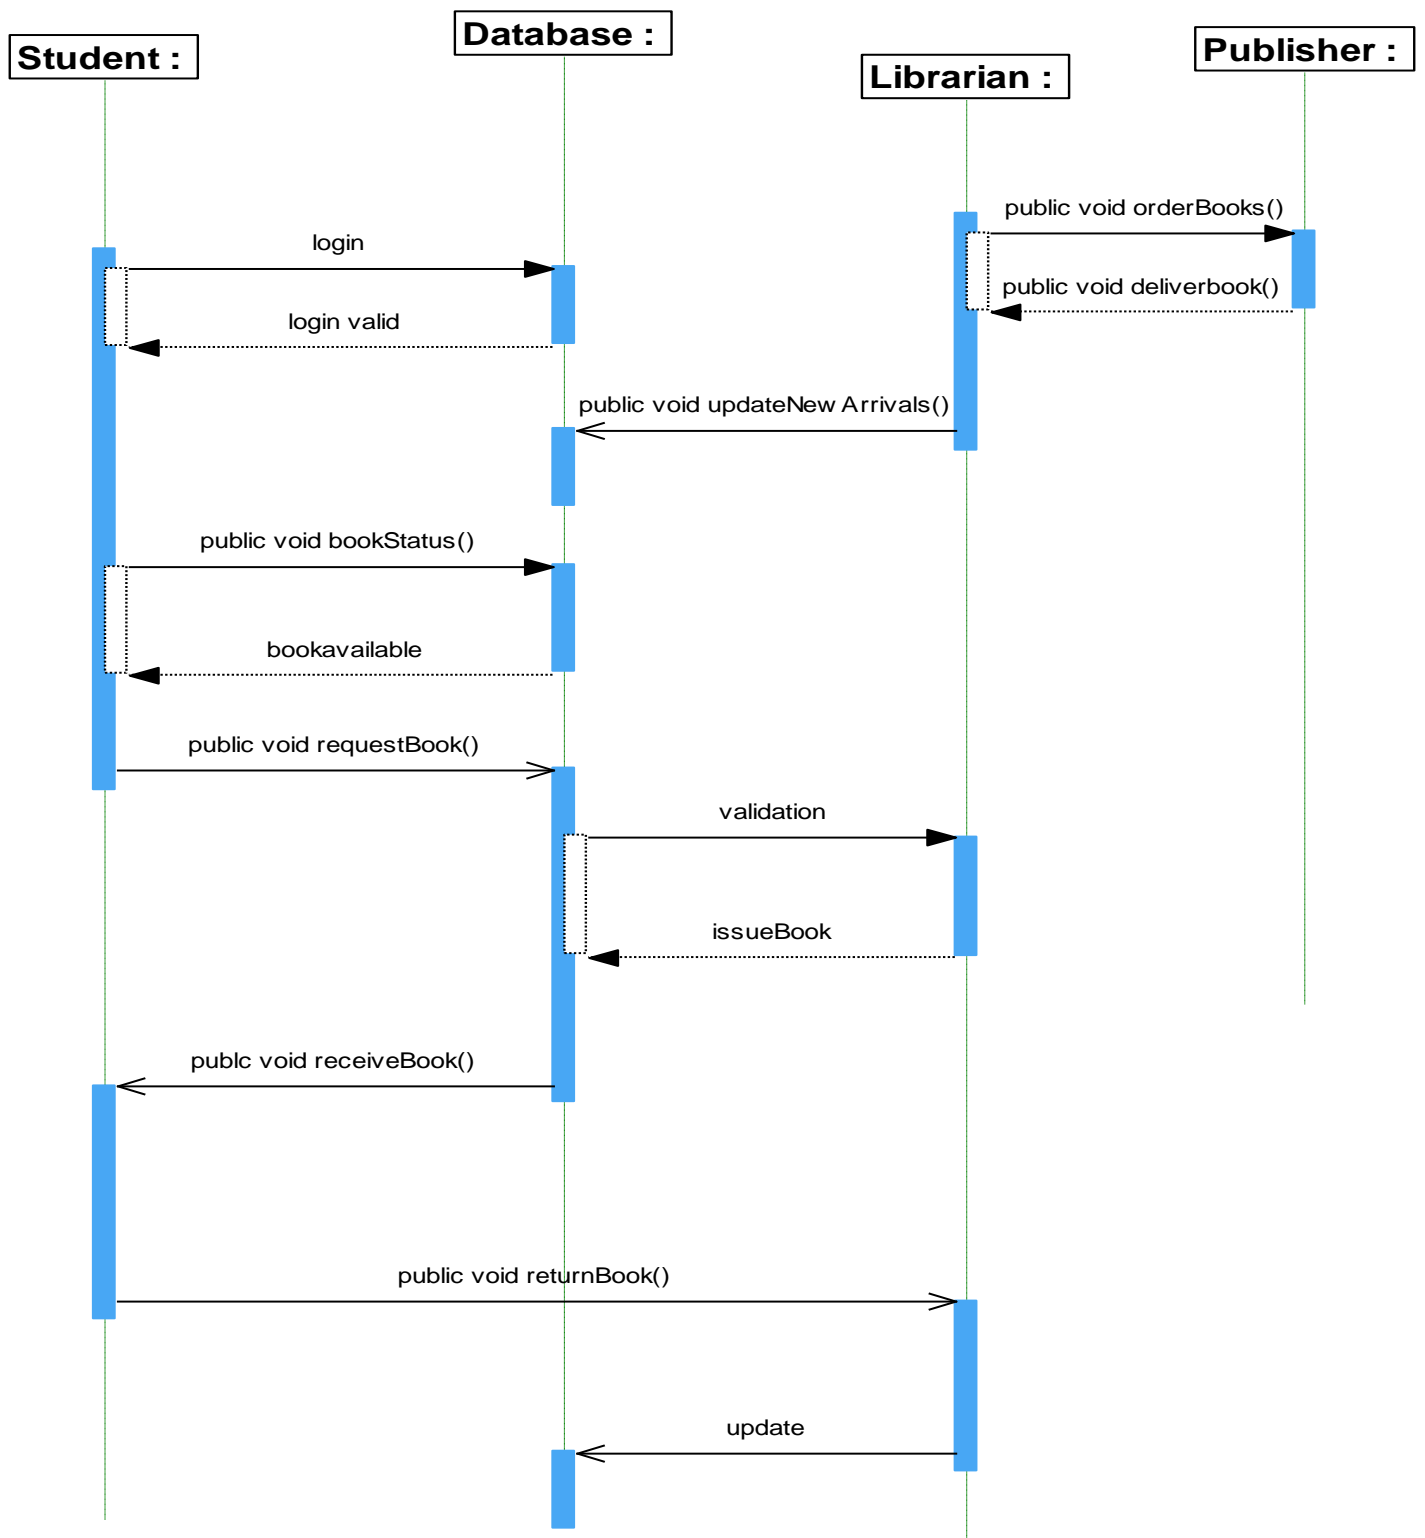 Student :
Database :
Librarian :
Publisher :
public void orderBooks()
login
public void deliverbook()
login valid
public void updateNew Arrivals()
public void bookStatus()
bookavailable
public void requestBook()
validation
issueBook
publc void receiveBook()
public void returnBook()
update